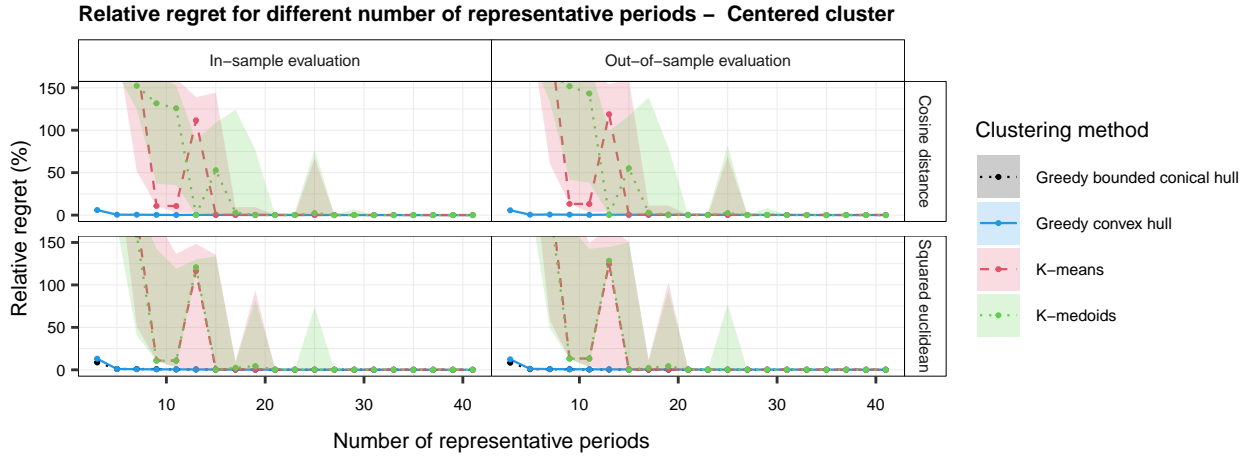 Relative regret for different number of representative periods –  Centered cluster
In−sample evaluation
Out−of−sample evaluation
150
100
50
0
Cosine distance
150
100
50
0
Squared euclidean
Relative regret (%)
10
20
30
40
10
20
30
40
Number of representative periods
Clustering method
Greedy bounded conical hull
Greedy convex hull
K−means
K−medoids